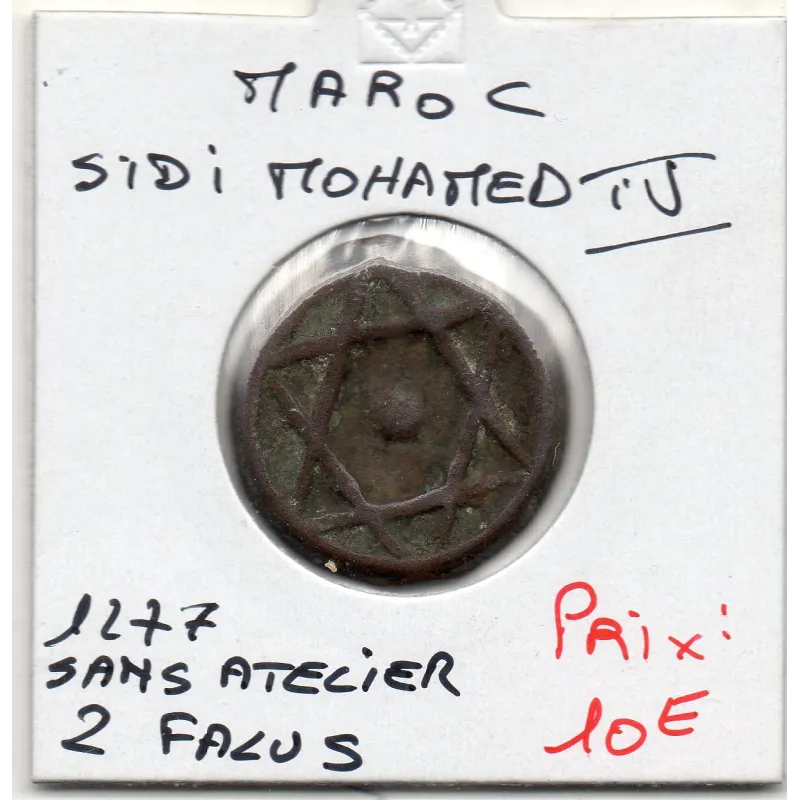 MAROC
SIDI MOHAMED IV
1277
SANS ATELIER
2 FALUS
PRIX:
10E